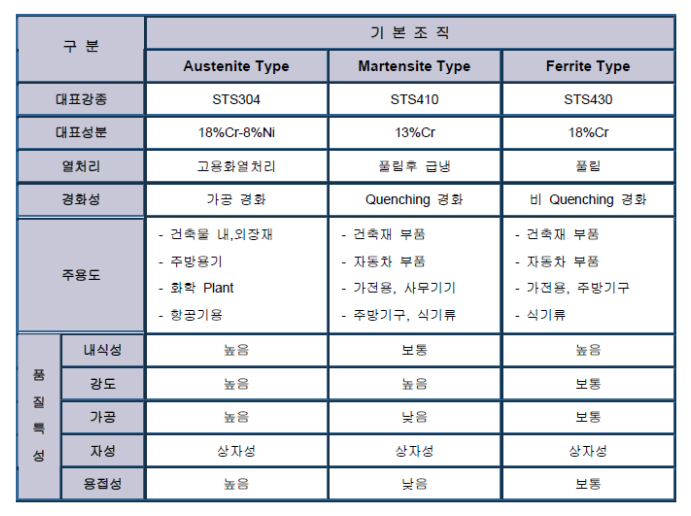 구 분 기 본 조 직
Austenite Type Martensite Type Ferrite Type
대표강종 STS304 STS410 STS430
대표성분 18%Cr-8%Ni 13%Cr 18%Cr
열처리 고용화열처리 풀림후 급냉 풀림
경화성 가공 경화 Quenching 경화 비 Quenching 경화
주용도
- 건축물 내,외장재
- 주방용기
- 화학 Plant
- 항공기용
- 건축재 부품
- 자동차 부품
- 가전용, 사무기기
- 주방기구, 식기류
- 건축재 부품
- 자동차 부품
- 가전용, 주방기구
- 식기류
품질특성
내식성 높음 보통 높음
강도 높음 높음 보통
가공 높음 낮음 보통
자성 상자성 상자성 상자성
용접성 높음 낮음 보통